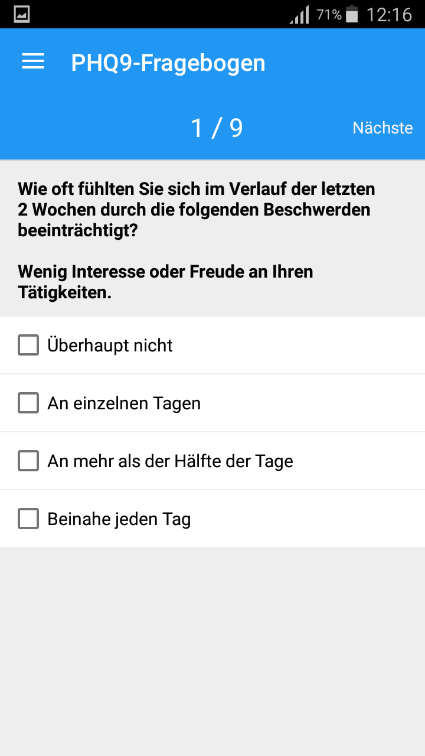 71% 12:16
PHQ9-Fragebogen
1 / 9
Nächste
Wie oft fühlten Sie sich im Verlauf der letzten
2 Wochen durch die folgenden Beschwerden
beeinträchtigt?
Wenig Interesse oder Freude an Ihren
Tätigkeiten.
Überhaupt nicht
An einzelnen Tagen
An mehr als der Hälfte der Tage
Beinahe jeden Tag